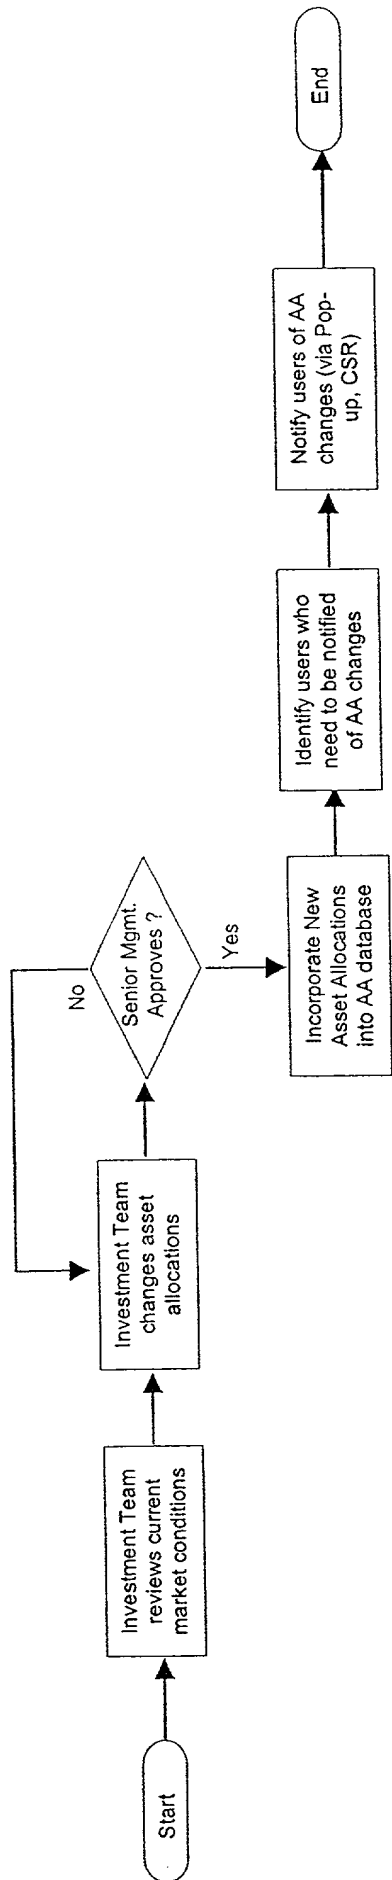 Start
Investment Team
reviews current
market conditions
Investment Team
changes asset
allocations
Senior Mgmt.
Approves ?
No
Yes
Incorporate New
Asset Allocations
into AA database
Identify users who
need to be notified
of AA changes
Notify users of AA
changes (via Pop-
up, CSR)
End